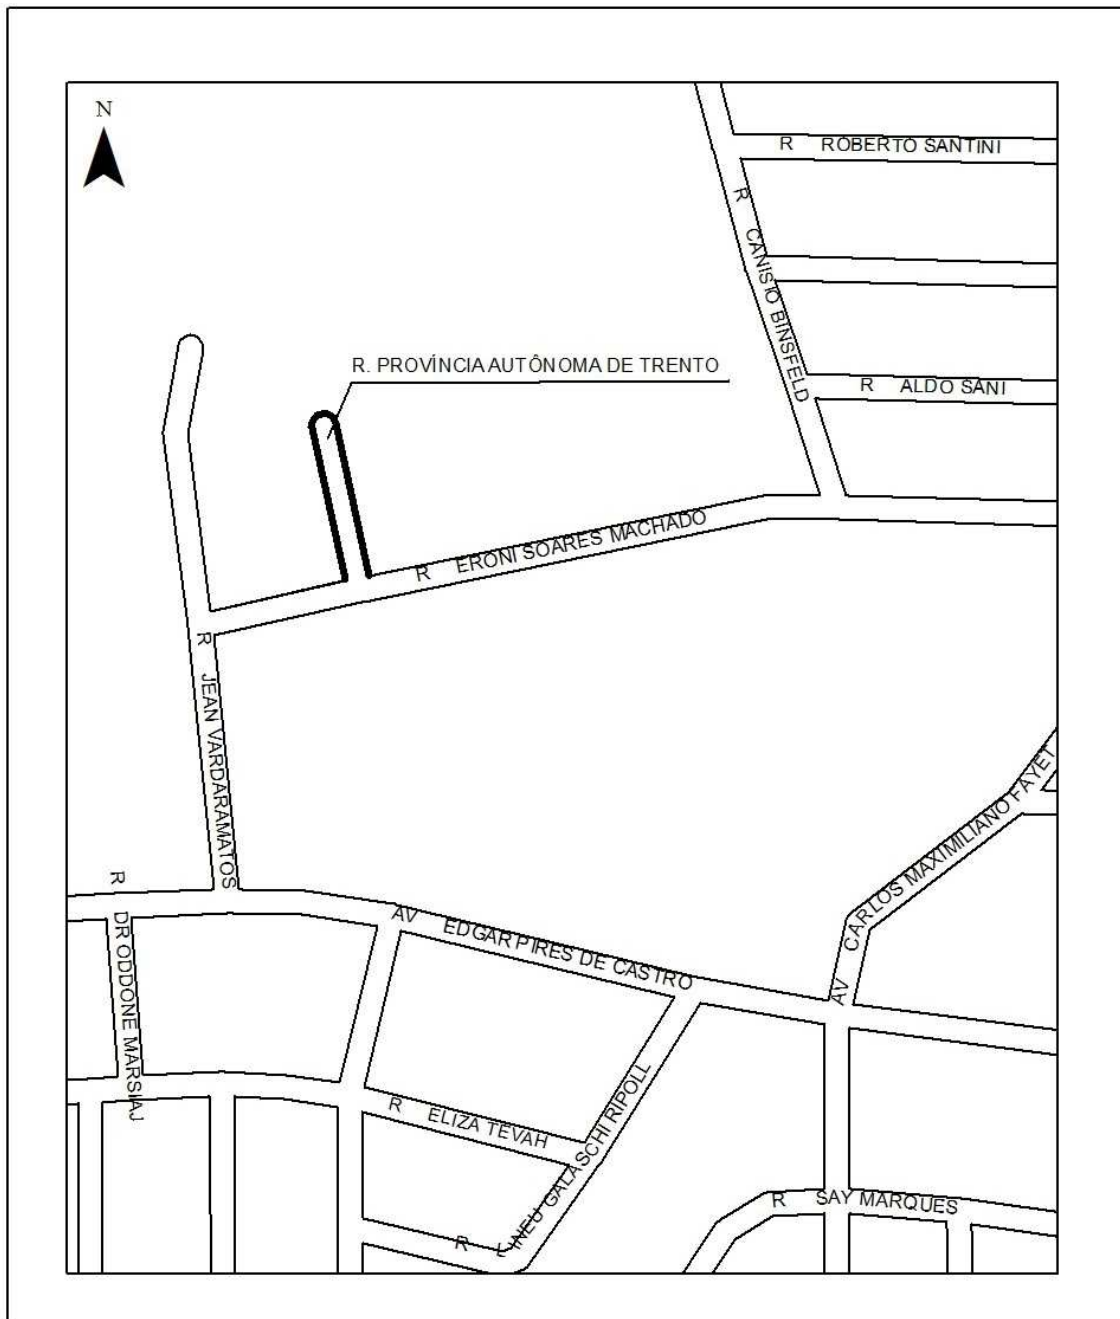 N
R ROBERTO SANTINI
R CANISIO BINSFELD
R. PROVÍNCIA AUTÔNOMA DE TRENTO
R ALDO SANI
R ERONI SOARES MACHADO
R JEAN VARDARAMATOS
AV CARLOS MAXIMILIANO FAYET
R DR ODDONE MARSIAJ
AV EDGAR PIRES DE CASTRO
R ELIZA TEVAH
R LINEU GALASCHI RIPOLL
R SAY MARQUES